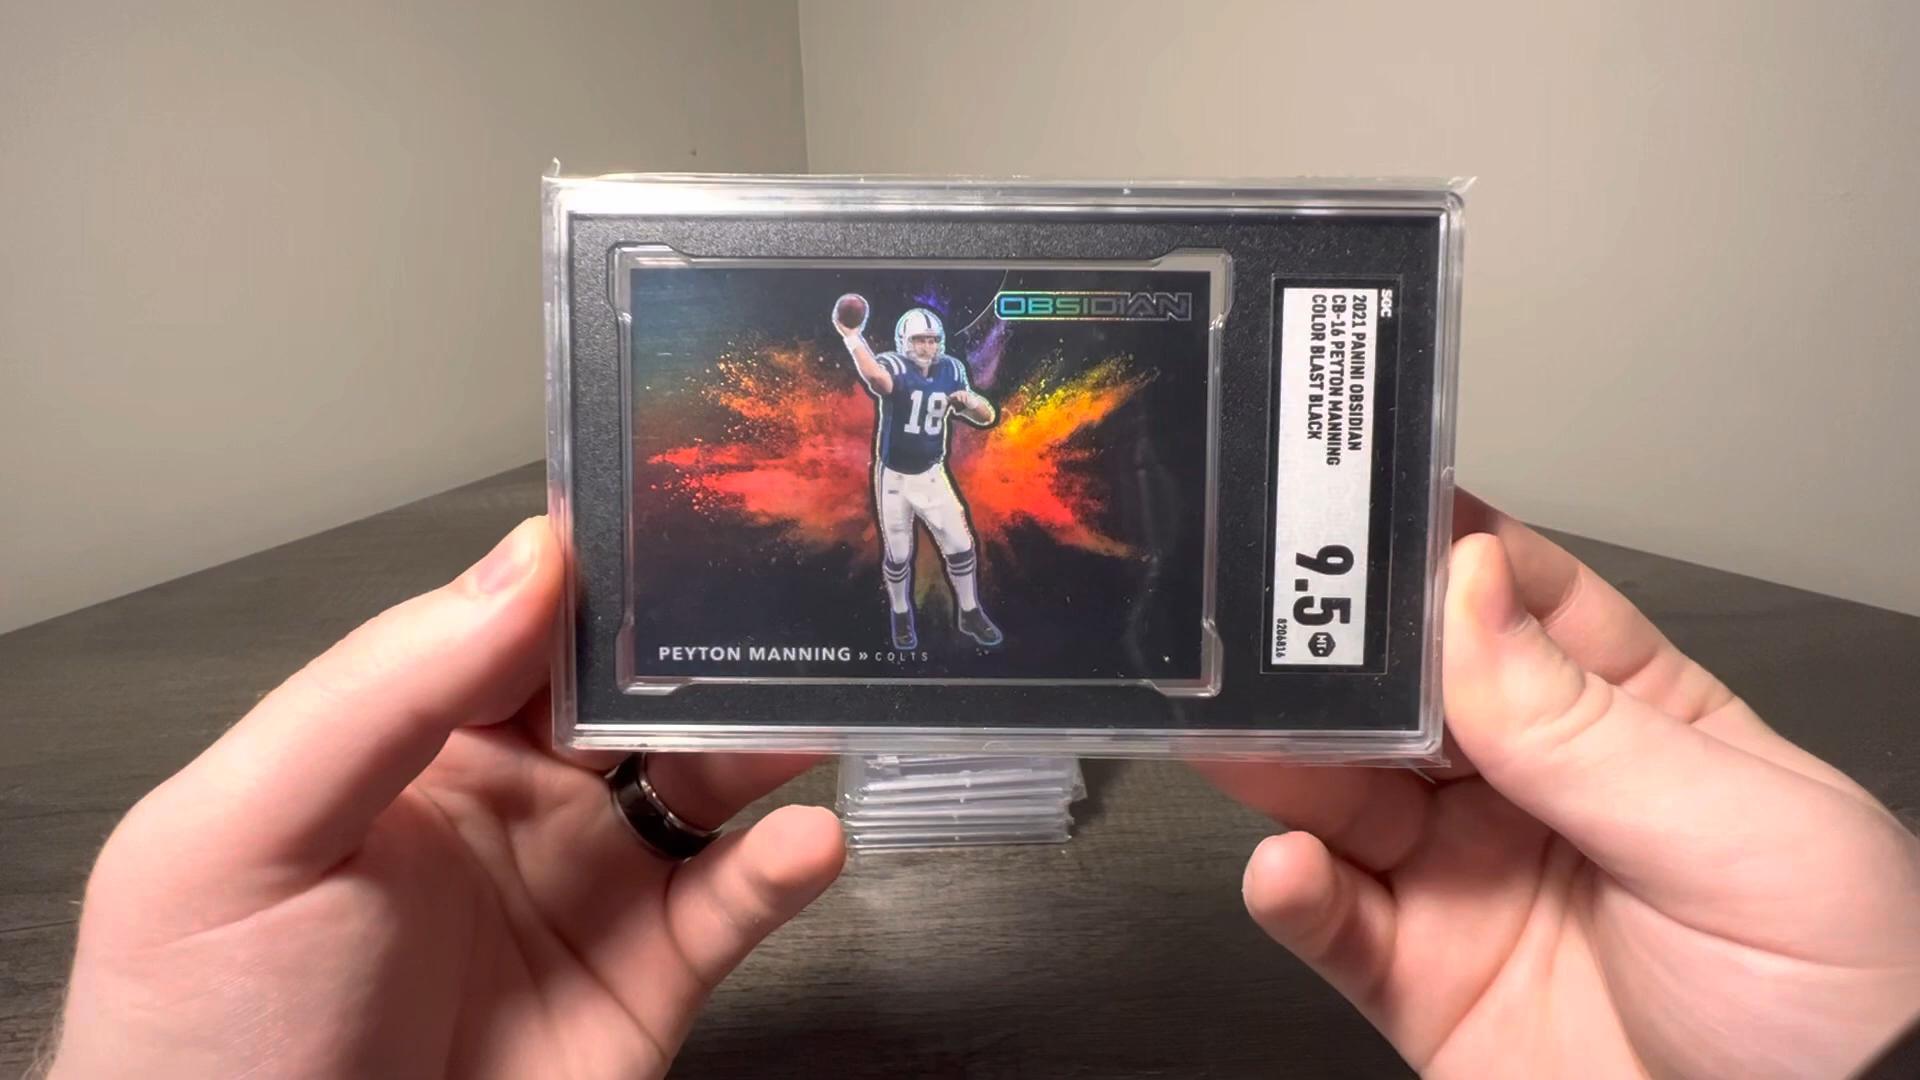 OBSIDIAN
18
PEYTON MANNING » COLTS
SGC
2021 PANINI OBSIDIAN
CB-16 PEYTON MANNING
COLOR BLAST BLACK
9.5
MT+
8206816